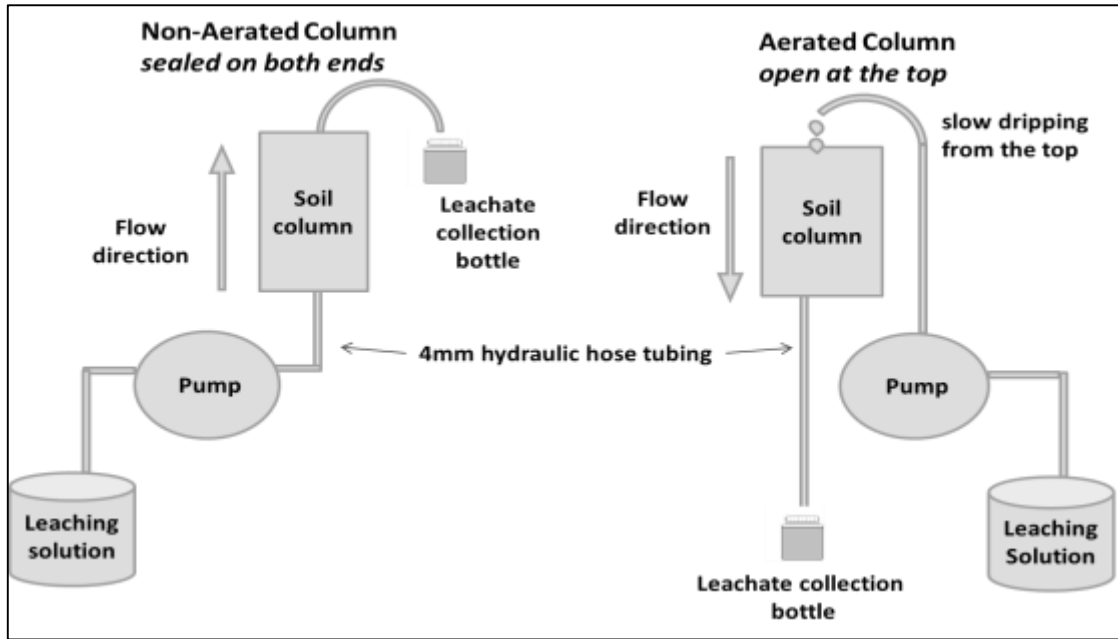 Non-Aerated Column
sealed on both ends
Soil
column
Flow
direction
Leachate
collection
bottle
Pump
Leaching
solution
4mm hydraulic hose tubing
Aerated Column
open at the top
slow dripping
from the top
Flow
direction
Soil
column
Pump
Leaching
Solution
Leachate collection
bottle